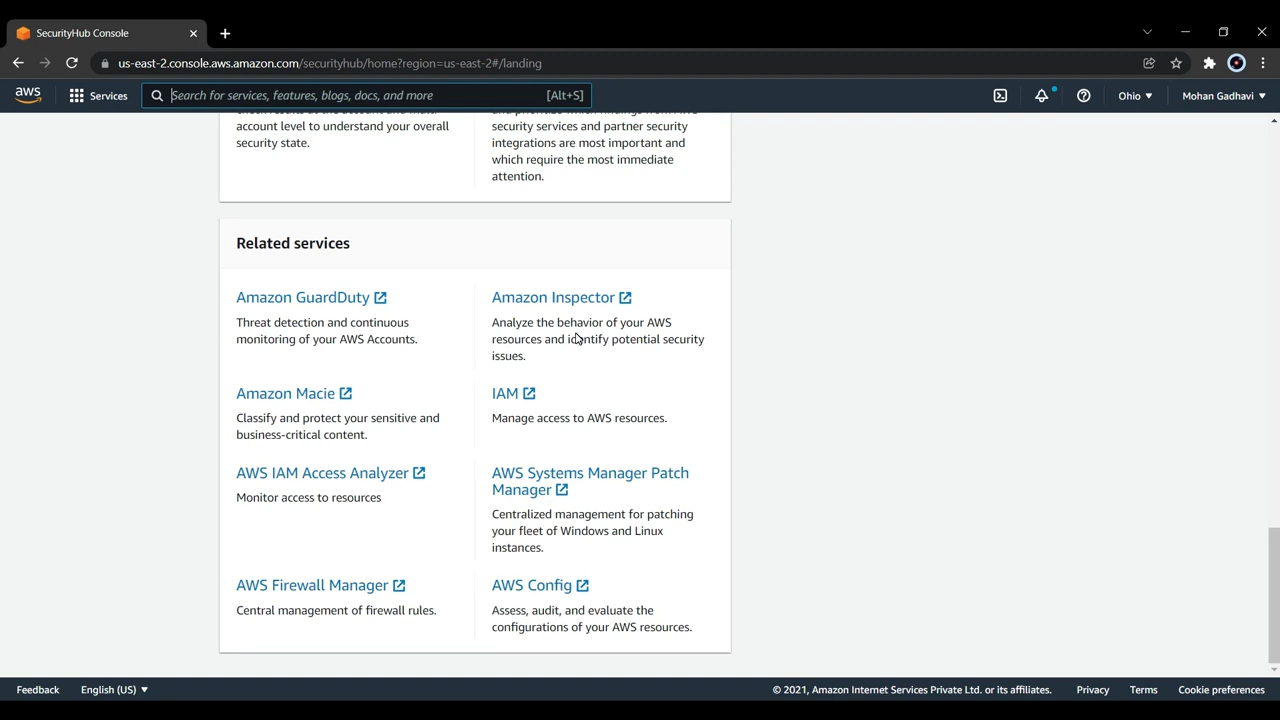 SecurityHub Console
us-east-2.console.aws.amazon.com/securityhub/home?region=us-east-2#/landing
aws
Services
Search for services, features, blogs, docs, and more
[Alt+S]
Ohio
Mohan Gadhavi
account level to understand your overall
security state.
security services and partner security
integrations are most important and
which require the most immediate
attention.
Related services
Amazon GuardDuty
Threat detection and continuous
monitoring of your AWS Accounts.
Amazon Inspector
Analyze the behavior of your AWS
resources and identify potential security
issues.
Amazon Macie
Classify and protect your sensitive and
business-critical content.
IAM
Manage access to AWS resources.
AWS IAM Access Analyzer
Monitor access to resources
AWS Systems Manager Patch
Manager
Centralized management for patching
your fleet of Windows and Linux
instances.
AWS Firewall Manager
Central management of firewall rules.
AWS Config
Assess, audit, and evaluate the
configurations of your AWS resources.
Feedback
English (US)
© 2021, Amazon Internet Services Private Ltd. or its affiliates.
Privacy
Terms
Cookie preferences